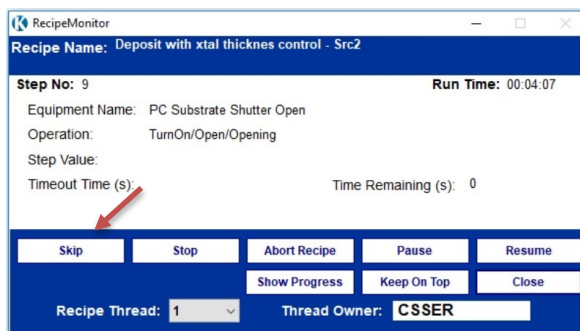 RecipeMonitor
Recipe Name: Deposit with xtal thicknes control - Src2
Step No: 9 Run Time: 00:04:07
Equipment Name: PC Substrate Shutter Open
Operation: TurnOn/Open/Opening
Step Value:
Timeout Time (s): Time Remaining (s): 0
Skip Stop Abort Recipe Pause Resume
Show Progress Keep On Top Close
Recipe Thread: 1 Thread Owner: CSSER